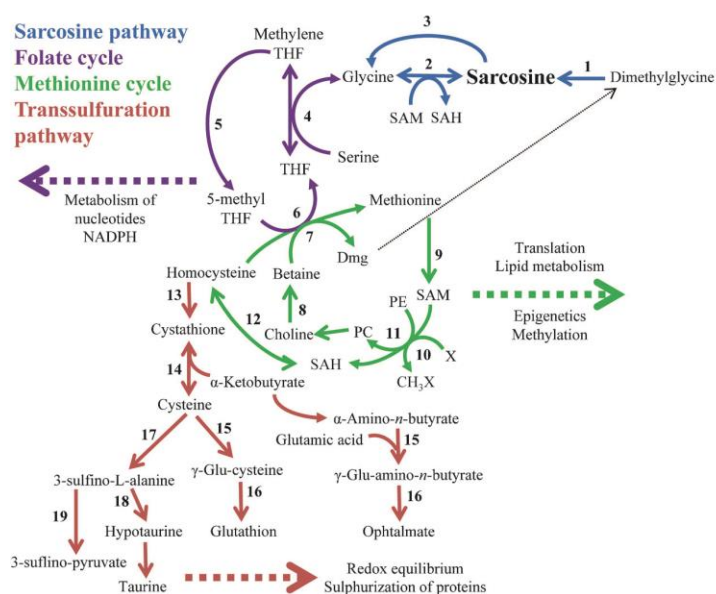 Sarcosine pathway
Folate cycle
Methionine cycle
Transsulfuration
pathway
Methylene
THF
3
Glycine
2
Sarcosine
1
Dimethylglycine
SAM
SAH
4
5
Serine
THF
Metabolism of
nucleotides
NADPH
5-methyl
THF
6
7
Methionine
Dmg
9
Translation
Lipid metabolism
Homocysteine
Betaine
SAM
13
8
PE
Epigenetics
Methylation
Cystathione
12
Choline
PC
11
10
X
SAH
CH3X
14
α-Ketobutyrate
Cysteine
α-Amino-n-butyrate
17
15
Glutamic acid
15
3-sulfino-L-alanine
γ-Glu-cysteine
γ-Glu-amino-n-butyrate
19
18
16
16
Hypotaurine
Glutathion
Ophtalmate
3-suflino-pyruvate
Taurine
Redox equilibrium
Sulphurization of proteins